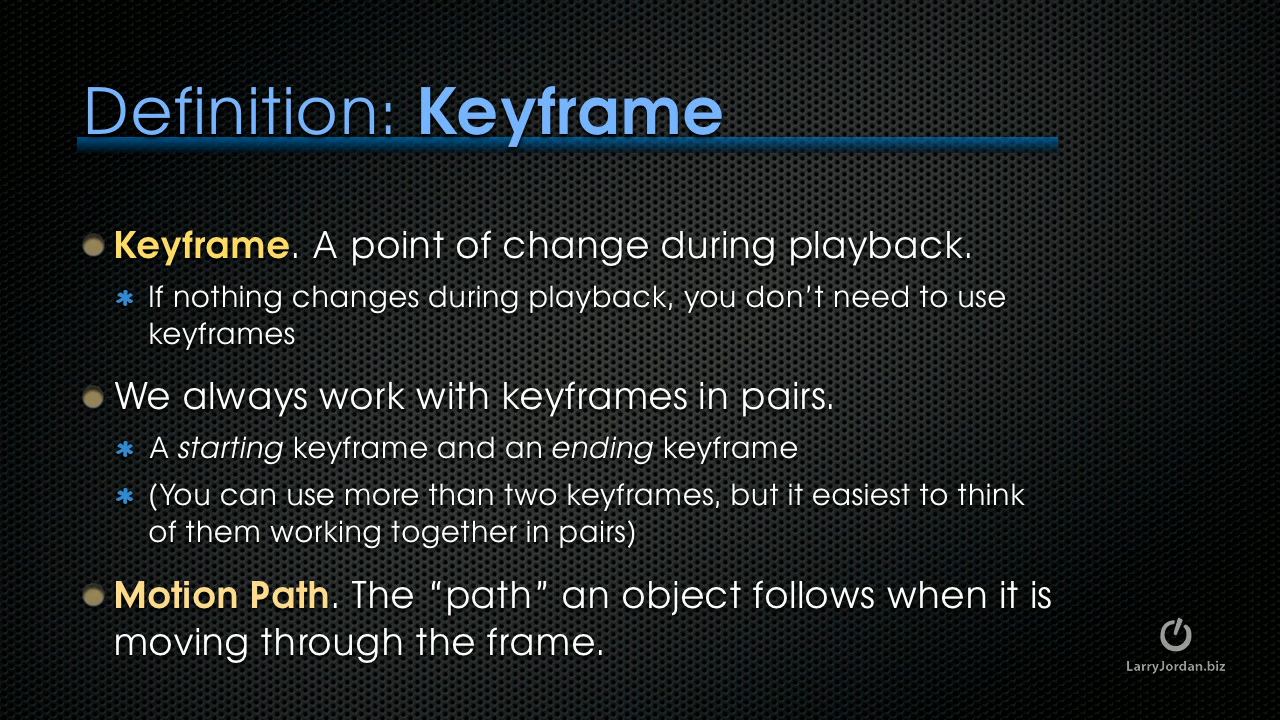 Definition: Keyframe
Keyframe. A point of change during playback.
If nothing changes during playback, you don’t need to use
keyframes
We always work with keyframes in pairs.
A starting keyframe and an ending keyframe
(You can use more than two keyframes, but it easiest to think
of them working together in pairs)
Motion Path. The “path” an object follows when it is
moving through the frame.
LarryJordan.biz